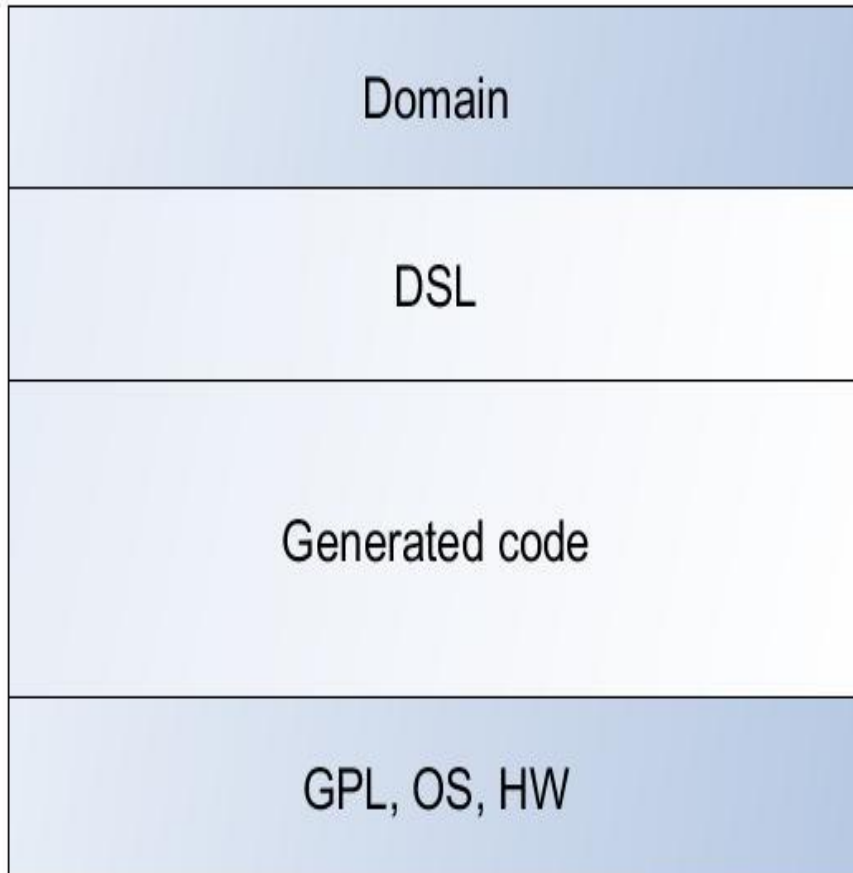 Domain
DSL
Generated code
GPL, OS, HW